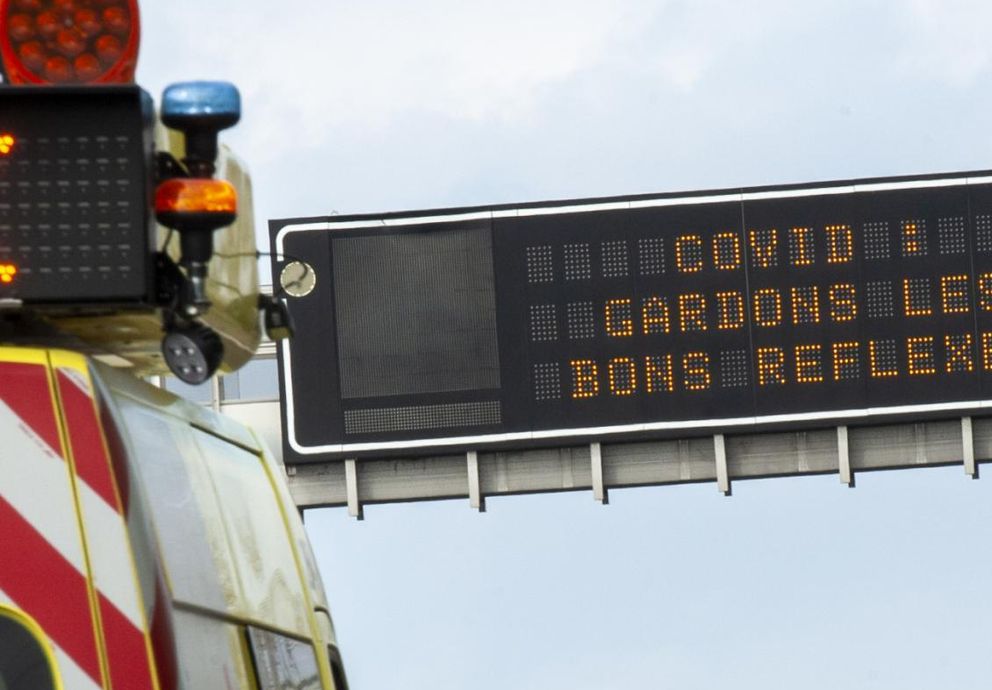 COVID :
GARDONS LES
BONS REFLEXE